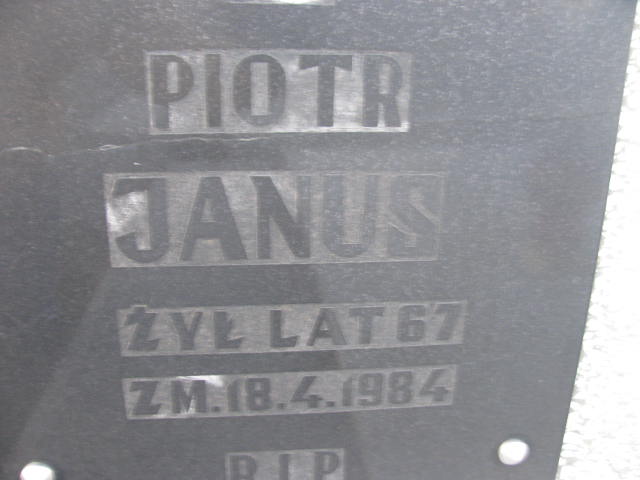 PIOTR
JANUS
ŻYŁ LAT 67
ZM.18.4.1984
R.I.P